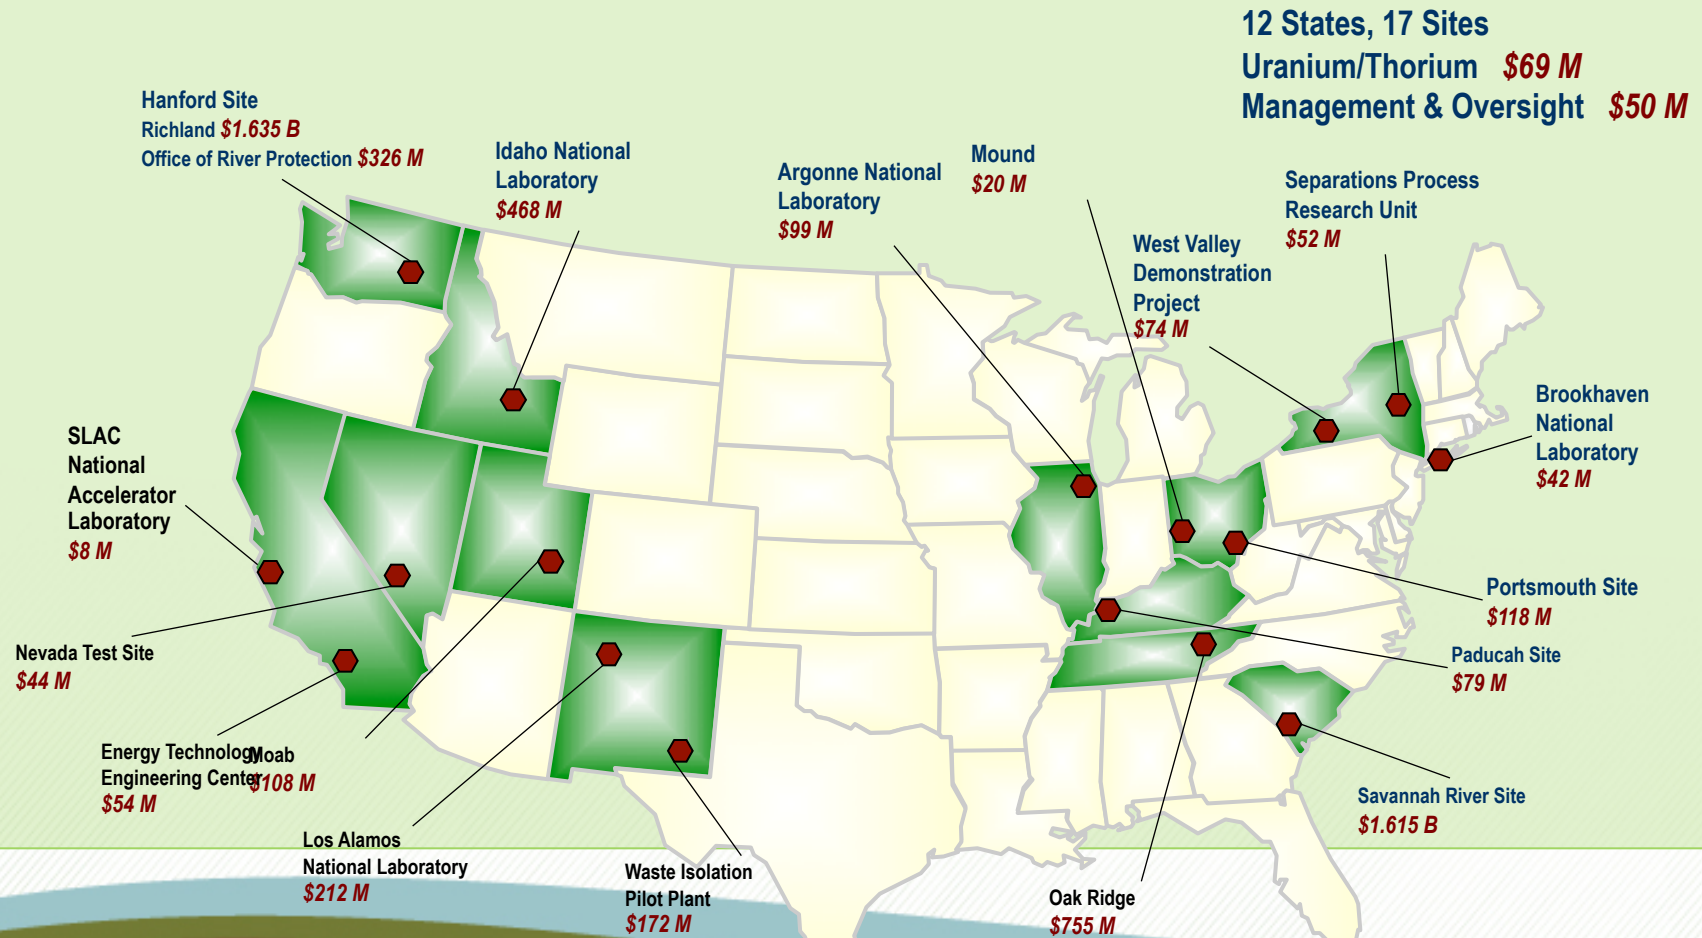 12 States, 17 Sites
Uranium/Thorium $69 M
Management & Oversight $50 M
Hanford Site
Richland $1.635 B
Office of River Protection $326 M
Idaho National
Laboratory
$468 M
Argonne National
Laboratory
$99 M
Mound
$20 M
Separations Process
Research Unit
$52 M
West Valley
Demonstration
Project
$74 M
Brookhaven
National
Laboratory
$42 M
SLAC
National
Accelerator
Laboratory
$8 M
Portsmouth Site
$118 M
Nevada Test Site
$44 M
Paducah Site
$79 M
Energy Technology
Engineering Center
$54 M
Moab
$108 M
Savannah River Site
$1.615 B
Los Alamos
National Laboratory
$212 M
Waste Isolation
Pilot Plant
$172 M
Oak Ridge
$755 M